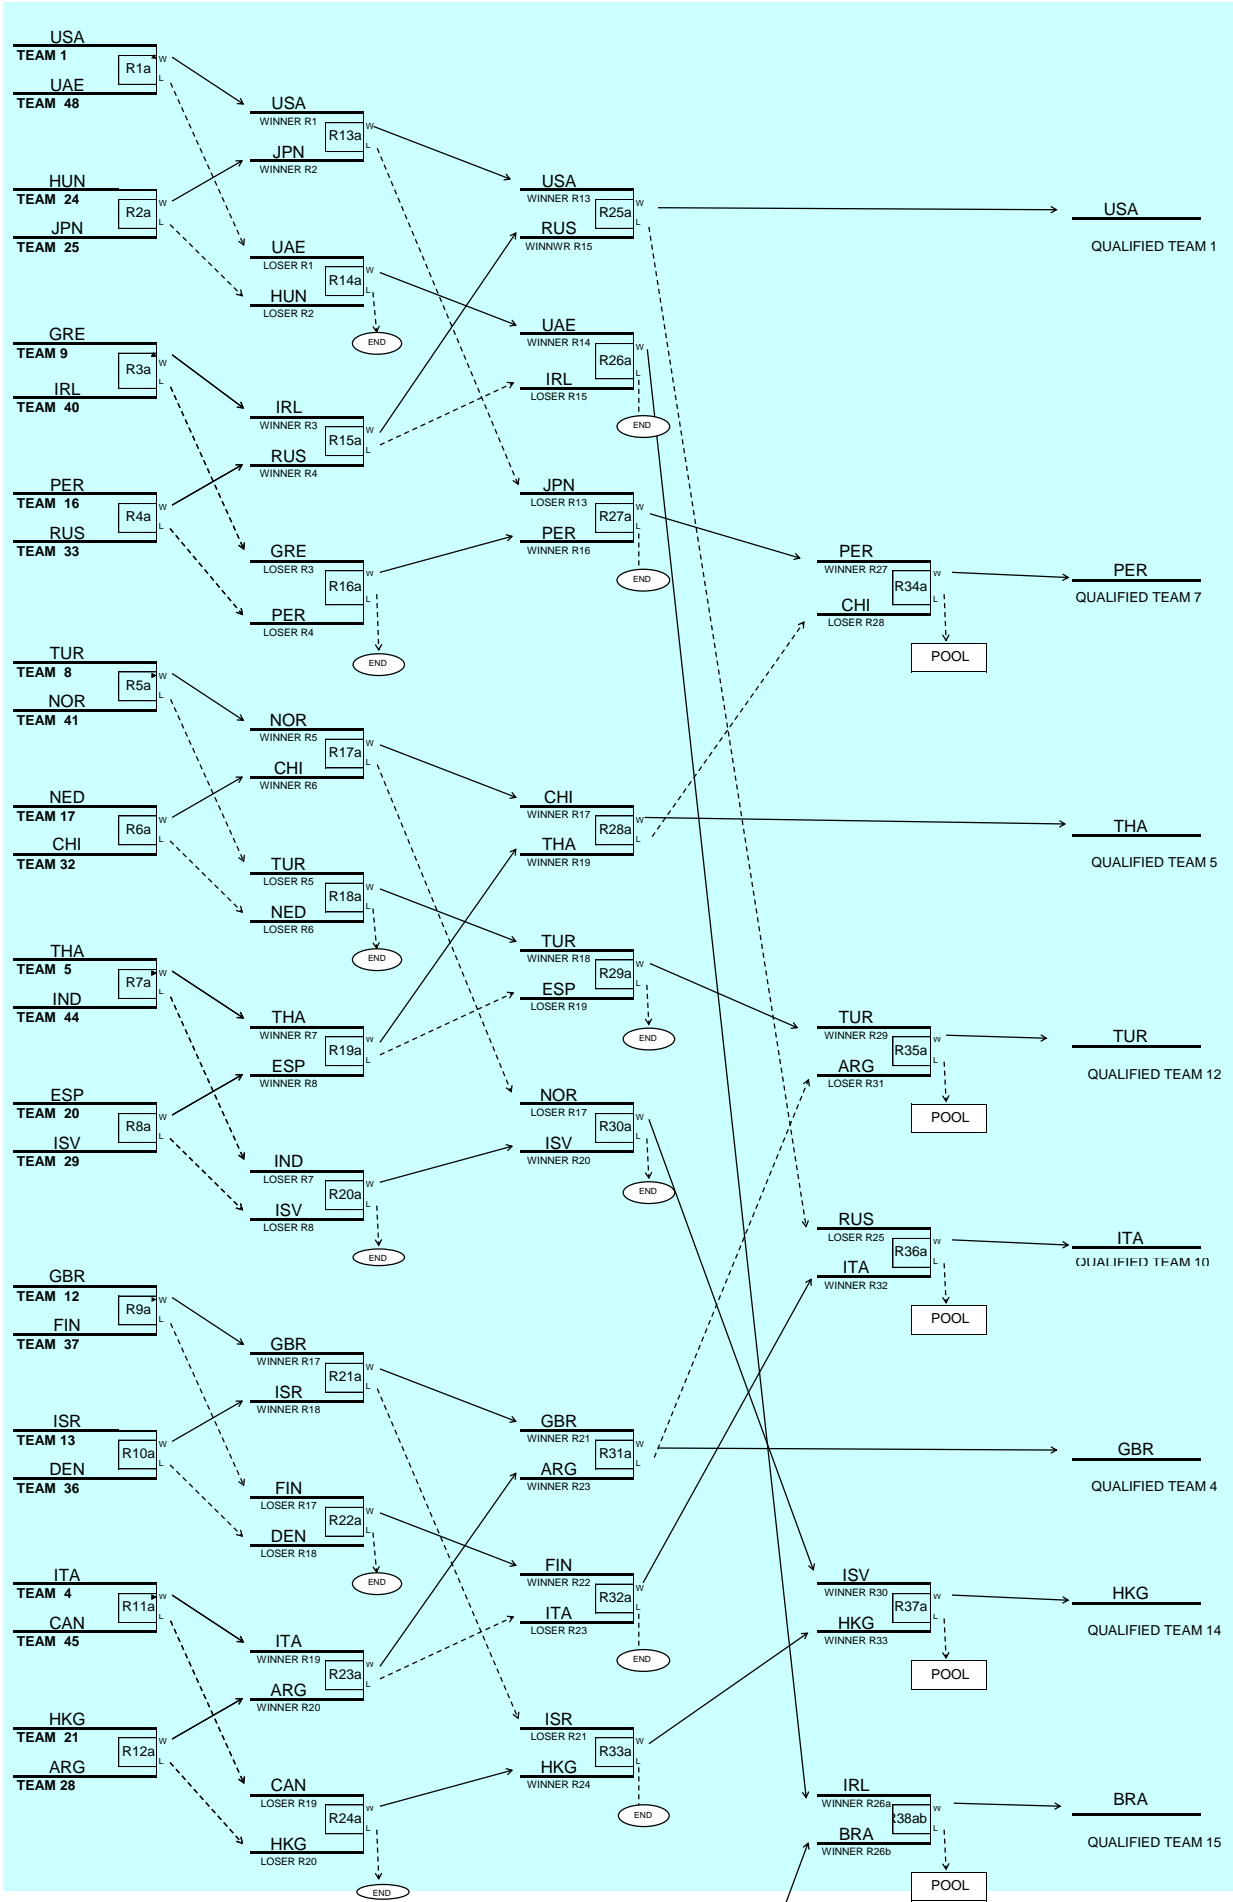 USA
TEAM 1
R1a
W
L
UAE
TEAM 48
HUN
TEAM 24
R2a
W
L
JPN
TEAM 25
GRE
TEAM 9
R3a
W
L
IRL
TEAM 40
PER
TEAM 16
R4a
W
L
RUS
TEAM 33
TUR
TEAM 8
R5a
W
L
NOR
TEAM 41
NED
TEAM 17
R6a
W
L
CHI
TEAM 32
THA
TEAM 5
R7a
W
L
IND
TEAM 44
ESP
TEAM 20
R8a
W
L
ISV
TEAM 29
GBR
TEAM 12
R9a
W
L
FIN
TEAM 37
ISR
TEAM 13
R10a
W
L
DEN
TEAM 36
ITA
TEAM 4
R11a
W
L
CAN
TEAM 45
HKG
TEAM 21
R12a
W
L
ARG
TEAM 28
USA
WINNER R1
R13a
W
L
JPN
WINNER R2
UAE
LOSER R1
R14a
W
L
HUN
LOSER R2
END
IRL
WINNER R3
R15a
W
L
RUS
WINNER R4
GRE
LOSER R3
R16a
W
L
PER
LOSER R4
END
NOR
WINNER R5
R17a
W
L
CHI
WINNER R6
TUR
LOSER R5
R18a
W
L
NED
LOSER R6
END
THA
WINNER R7
R19a
W
L
ESP
WINNER R8
IND
LOSER R7
R20a
W
L
ISV
LOSER R8
END
GBR
WINNER R17
R21a
W
L
ISR
WINNER R18
FIN
LOSER R17
R22a
W
L
DEN
LOSER R18
END
ITA
WINNER R19
R23a
W
L
ARG
WINNER R20
CAN
LOSER R19
R24a
W
L
HKG
LOSER R20
END
USA
WINNER R13
R25a
W
L
RUS
WINNWR R15
UAE
WINNER R14
R26a
W
L
IRL
LOSER R15
END
JPN
LOSER R13
R27a
W
L
PER
WINNER R16
END
CHI
WINNER R17
R28a
W
L
THA
WINNER R19
TUR
WINNER R18
R29a
W
L
ESP
LOSER R19
END
NOR
LOSER R17
R30a
W
L
ISV
WINNER R20
END
GBR
WINNER R21
R31a
W
L
ARG
WINNER R23
FIN
WINNER R22
R32a
W
L
ITA
LOSER R23
END
ISR
LOSER R21
R33a
W
L
HKG
WINNER R24
END
PER
WINNER R27
R34a
W
L
CHI
LOSER R28
POOL
TUR
WINNER R29
R35a
W
L
ARG
LOSER R31
POOL
RUS
LOSER R25
R36a
W
L
ITA
WINNER R32
POOL
ISV
WINNER R30
R37a
W
L
HKG
WINNER R33
POOL
IRL
WINNER R26a
R38ab
W
L
BRA
WINNER R26b
POOL
USA
QUALIFIED TEAM 1
PER
QUALIFIED TEAM 7
THA
QUALIFIED TEAM 5
TUR
QUALIFIED TEAM 12
ITA
QUALIFIED TEAM 10
GBR
QUALIFIED TEAM 4
HKG
QUALIFIED TEAM 14
BRA
QUALIFIED TEAM 15